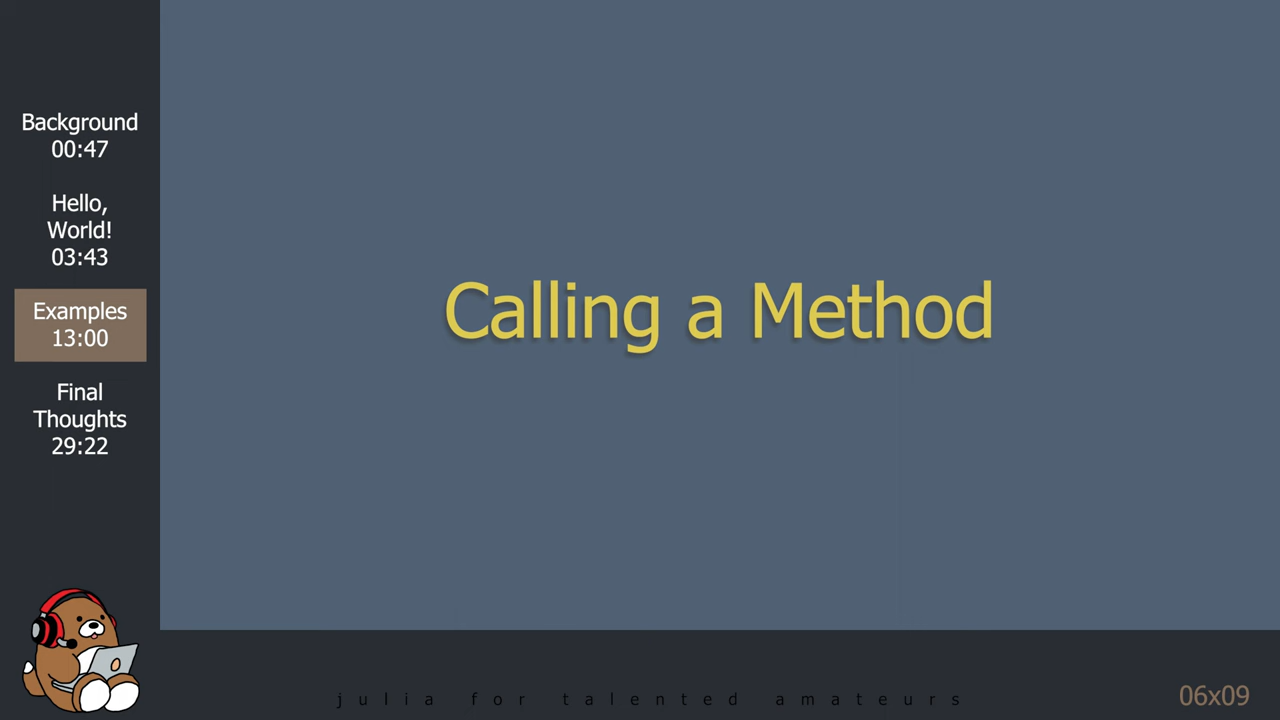 Background
00:47
Hello,
World!
03:43
Examples
13:00
Final
Thoughts
29:22
Calling a Method
julia for talented amateurs
06x09